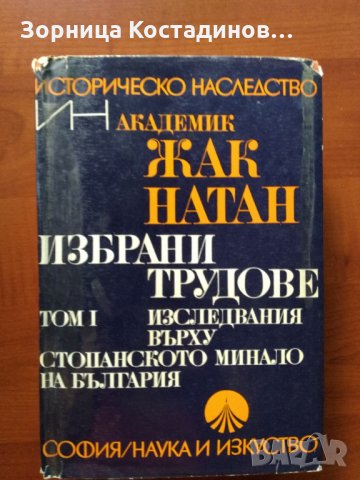 Зорница Костадинов...
ИСТОРИЧЕСКО НАСЛЕДСТВО
ИН АКАДЕМИК
ЖАК
НАТАН
ИЗБРАНИ
ТРУДОВЕ
ТОМ I ИЗСЛЕДВАНИЯ
ВЪРХУ
СТОПАНСКОТО МИНАЛО
НА БЪЛГАРИЯ
СОФИЯ/НАУКА И ИЗКУСТВО
BAZAR